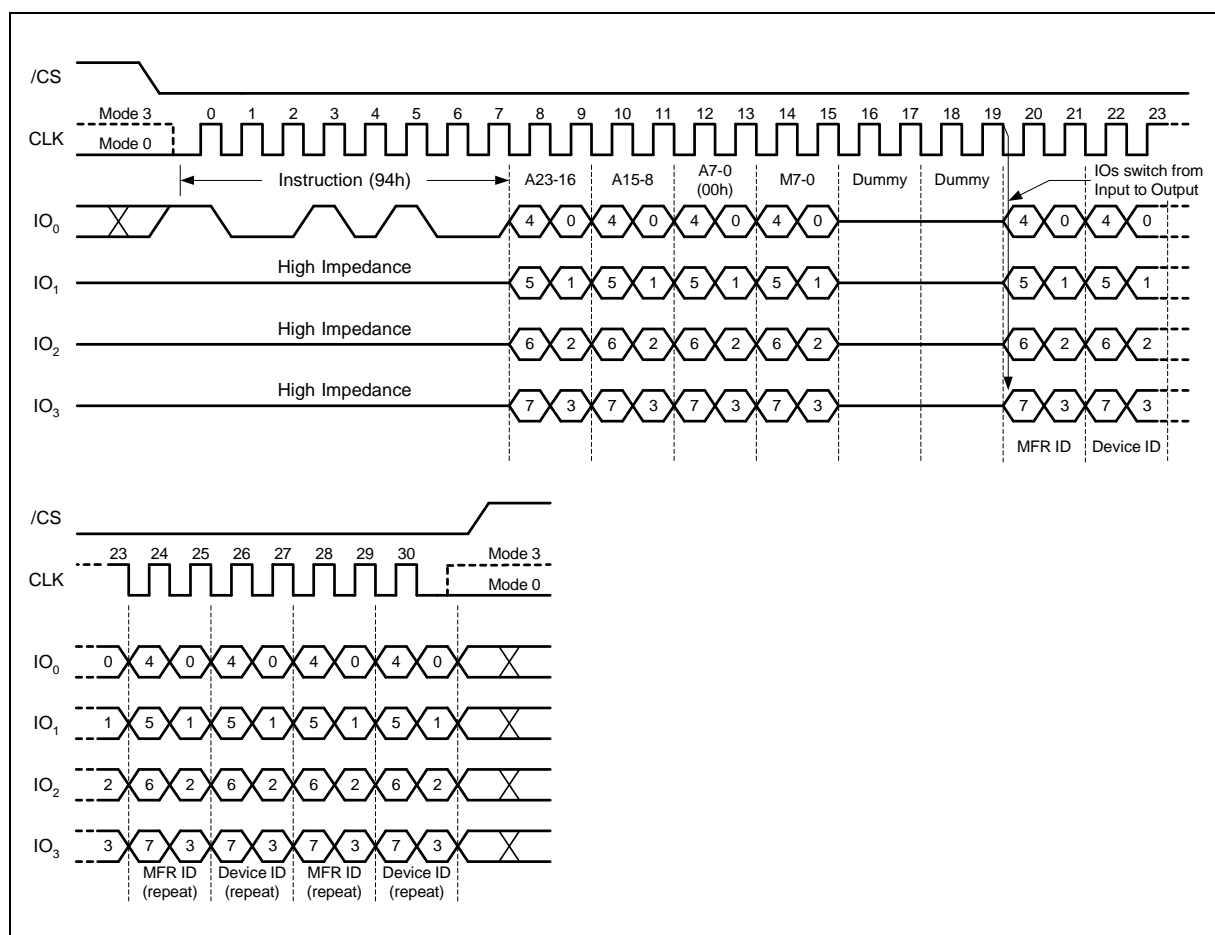 /CS
Mode 3 0 1 2 3 4 5 6 7 8 9 10 11 12 13 14 15 16 17 18 19 20 21 22 23
CLK Mode 0
Instruction (94h) A23-16 A15-8 A7-0 (00h) M7-0 Dummy Dummy IOs switch from Input to Output
IO0 4 0 4 0 4 0 4 0 4 0 4 0
High Impedance
IO1 5 1 5 1 5 1 5 1 5 1 5 1
High Impedance
IO2 6 2 6 2 6 2 6 2 6 2 6 2
High Impedance
IO3 7 3 7 3 7 3 7 3 7 3 7 3
MFR ID Device ID
/CS
23 24 25 26 27 28 29 30 Mode 3
CLK Mode 0
IO0 0 4 0 4 0 4 0 4 0
IO1 1 5 1 5 1 5 1 5 1
IO2 2 6 2 6 2 6 2 6 2
IO3 3 7 3 7 3 7 3 7 3
MFR ID Device ID MFR ID Device ID
(repeat) (repeat) (repeat) (repeat)